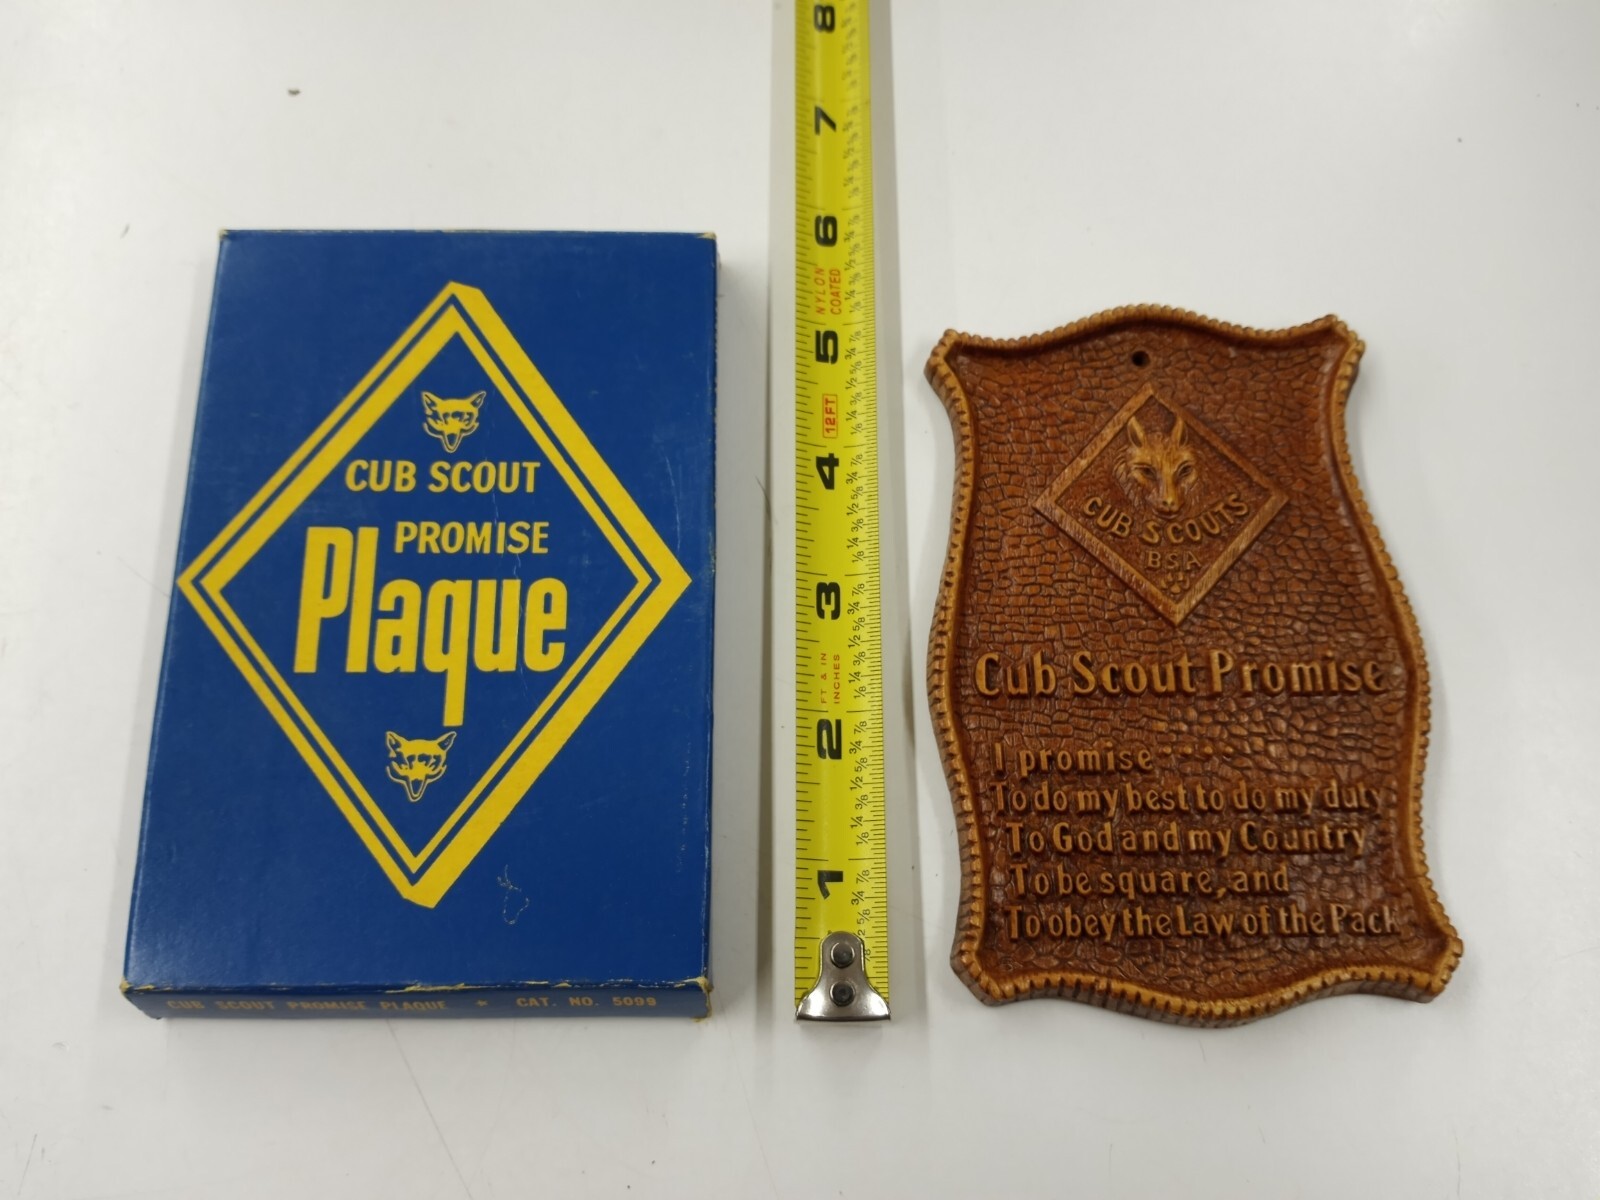 CUB SCOUT
PROMISE
Plaque
CUB SCOUT PROMISE PLAQUE * CAT. NO. 5099
8
7
6
NYLON
COATED
5
12FT
4
3
FT & IN
INCHES
2
1
CUB SCOUTS
BSA
Cub Scout Promise
I promise
To do my best to do my duty
To God and my Country
To be square, and
To obey the Law of the Pack